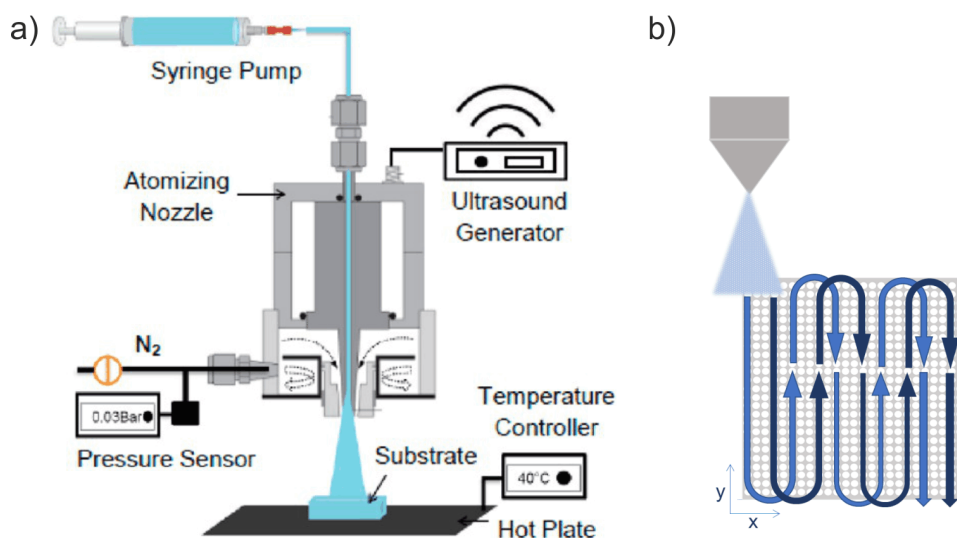 a)
b)
Syringe Pump
Atomizing
Nozzle
Ultrasound
Generator
N₂
0.03Bar
Pressure Sensor
Temperature
Controller
Substrate
40°C
Hot Plate
y
x